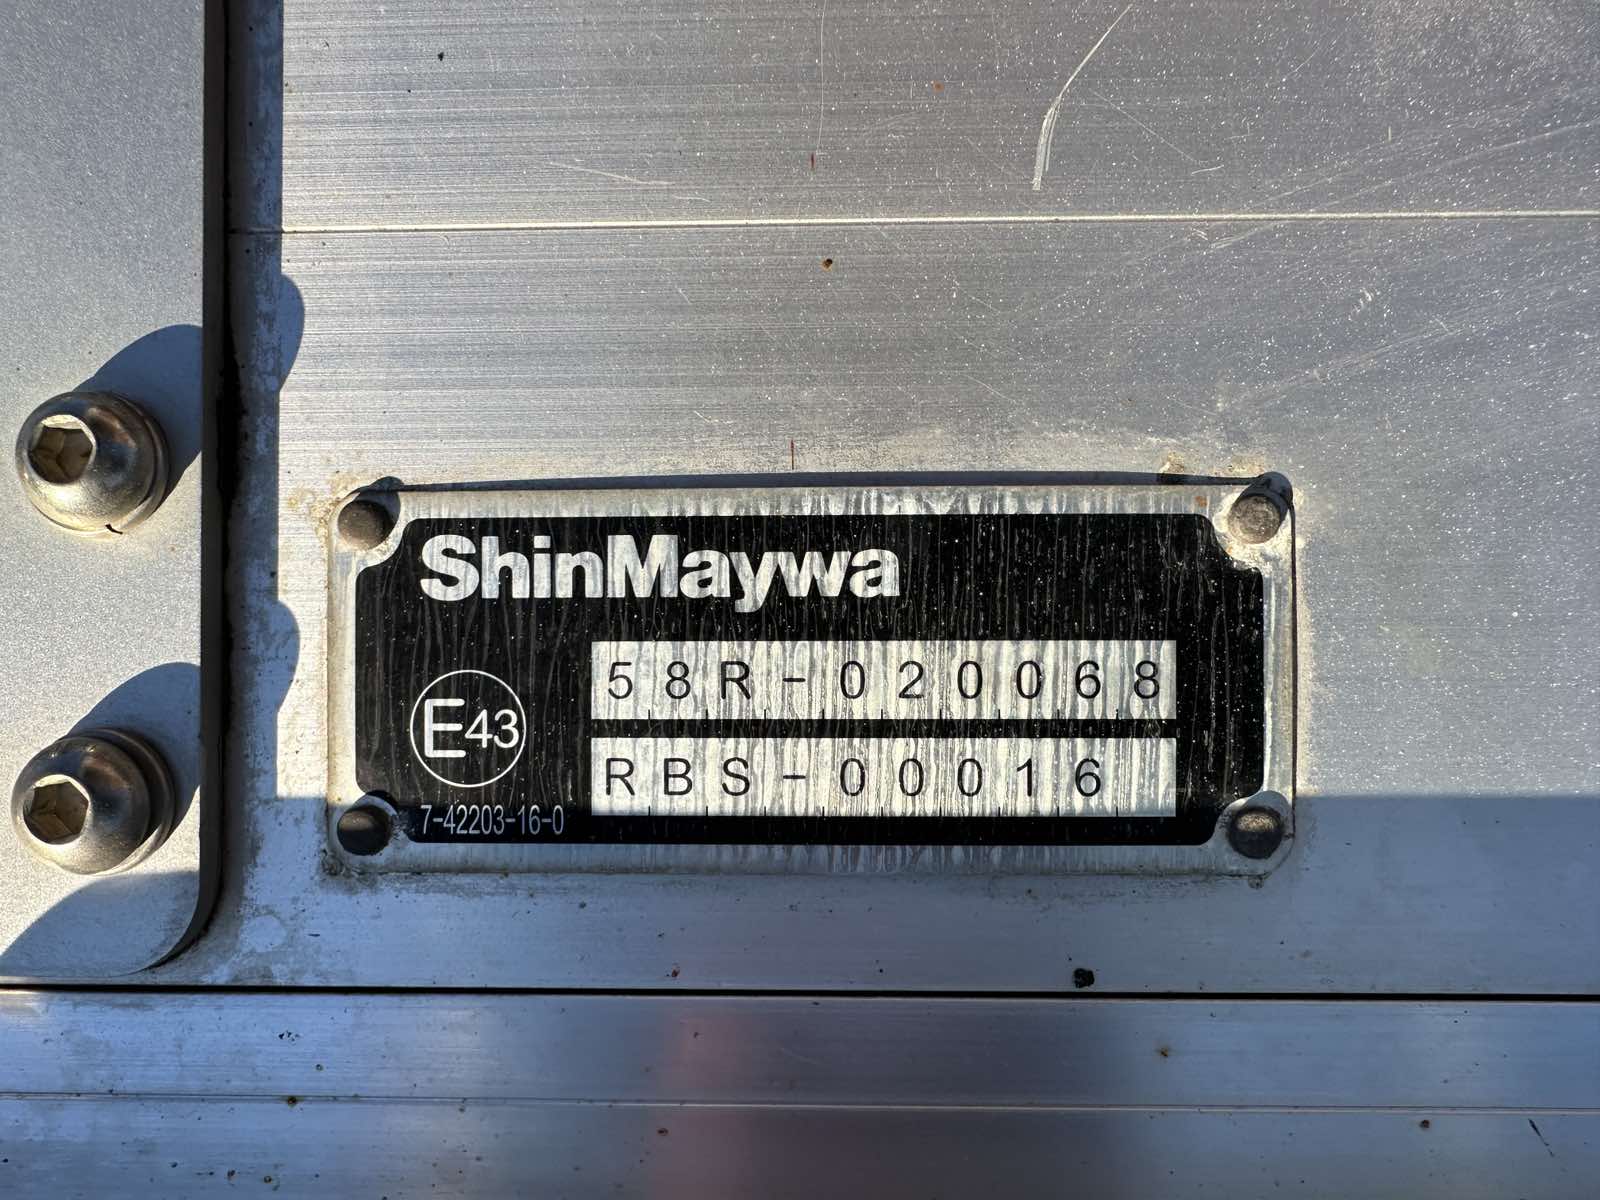 ShinMaywa
58R-020068
E43
RBS-00016
7-42203-16-0